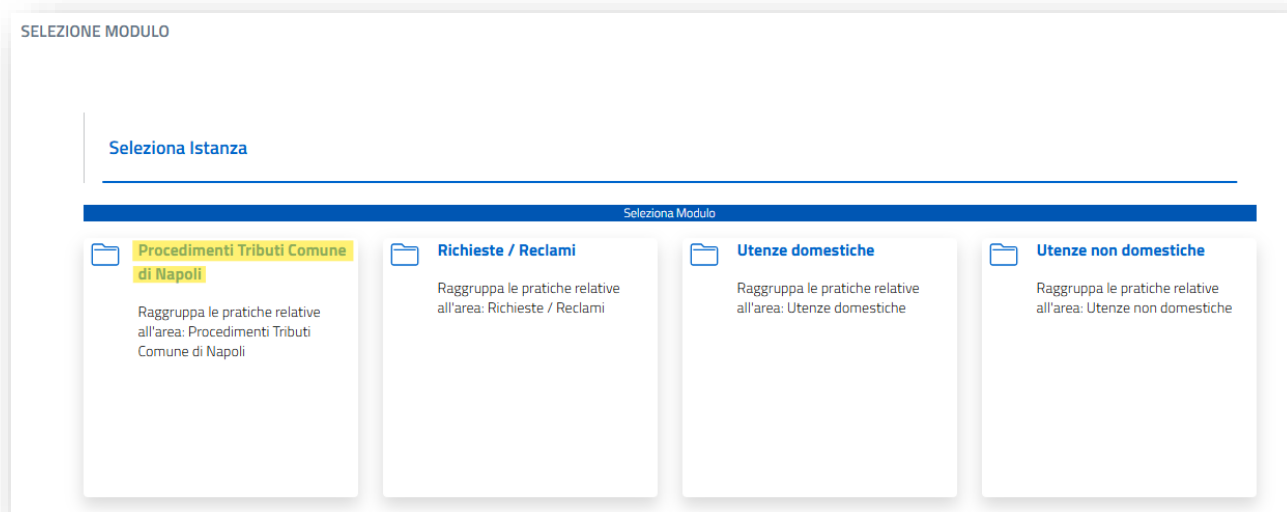 SELEZIONE MODULO
Seleziona Istanza
Seleziona Modulo
Procedimenti Tributi Comune
di Napoli
Raggruppa le pratiche relative
all'area: Procedimenti Tributi
Comune di Napoli
Richieste / Reclami
Raggruppa le pratiche relative
all'area: Richieste / Reclami
Utenze domestiche
Raggruppa le pratiche relative
all'area: Utenze domestiche
Utenze non domestiche
Raggruppa le pratiche relative
all'area: Utenze non domestiche